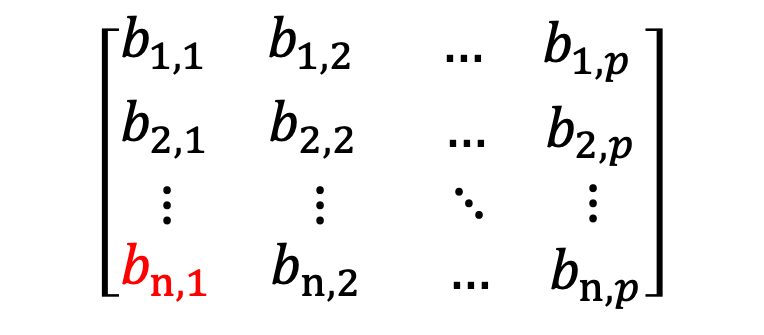 b1,1 b1,2 ... b1,p
b2,1 b2,2 ... b2,p
⋮ ⋮ ⋱ ⋮
bn,1 bn,2 ... bn,p